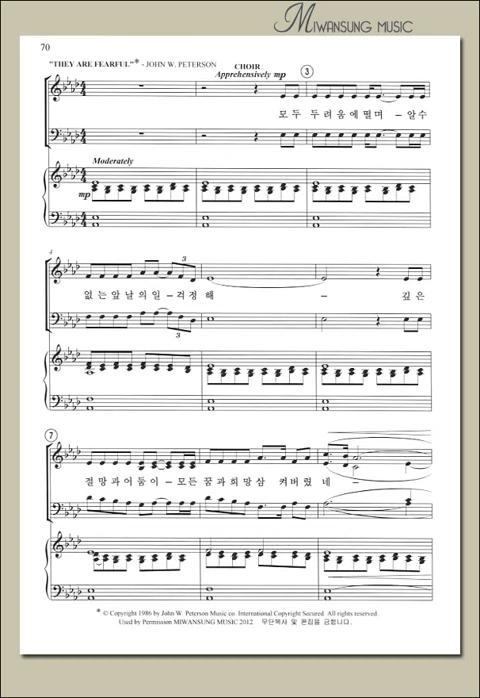 MIWANSUNG MUSIC
70
"THEY ARE FEARFUL"* - JOHN W. PETERSON
CHOIR
Apprehensively mp
3
모두 두려움에떨며 - 알수
Moderately
mp
4
3
없는앞날의일 - 걱정해 - 깊은
3
7
절망과어둠이 - 모든 꿈과희망삼 켜버렸네 -
* © Copyright 1986 by John W. Peterson Music co. International Copyright Secured. All rights reserved
Used by Permission MIWANSUNG MUSIC 2012 무단복사 및 편집을 금합니다.